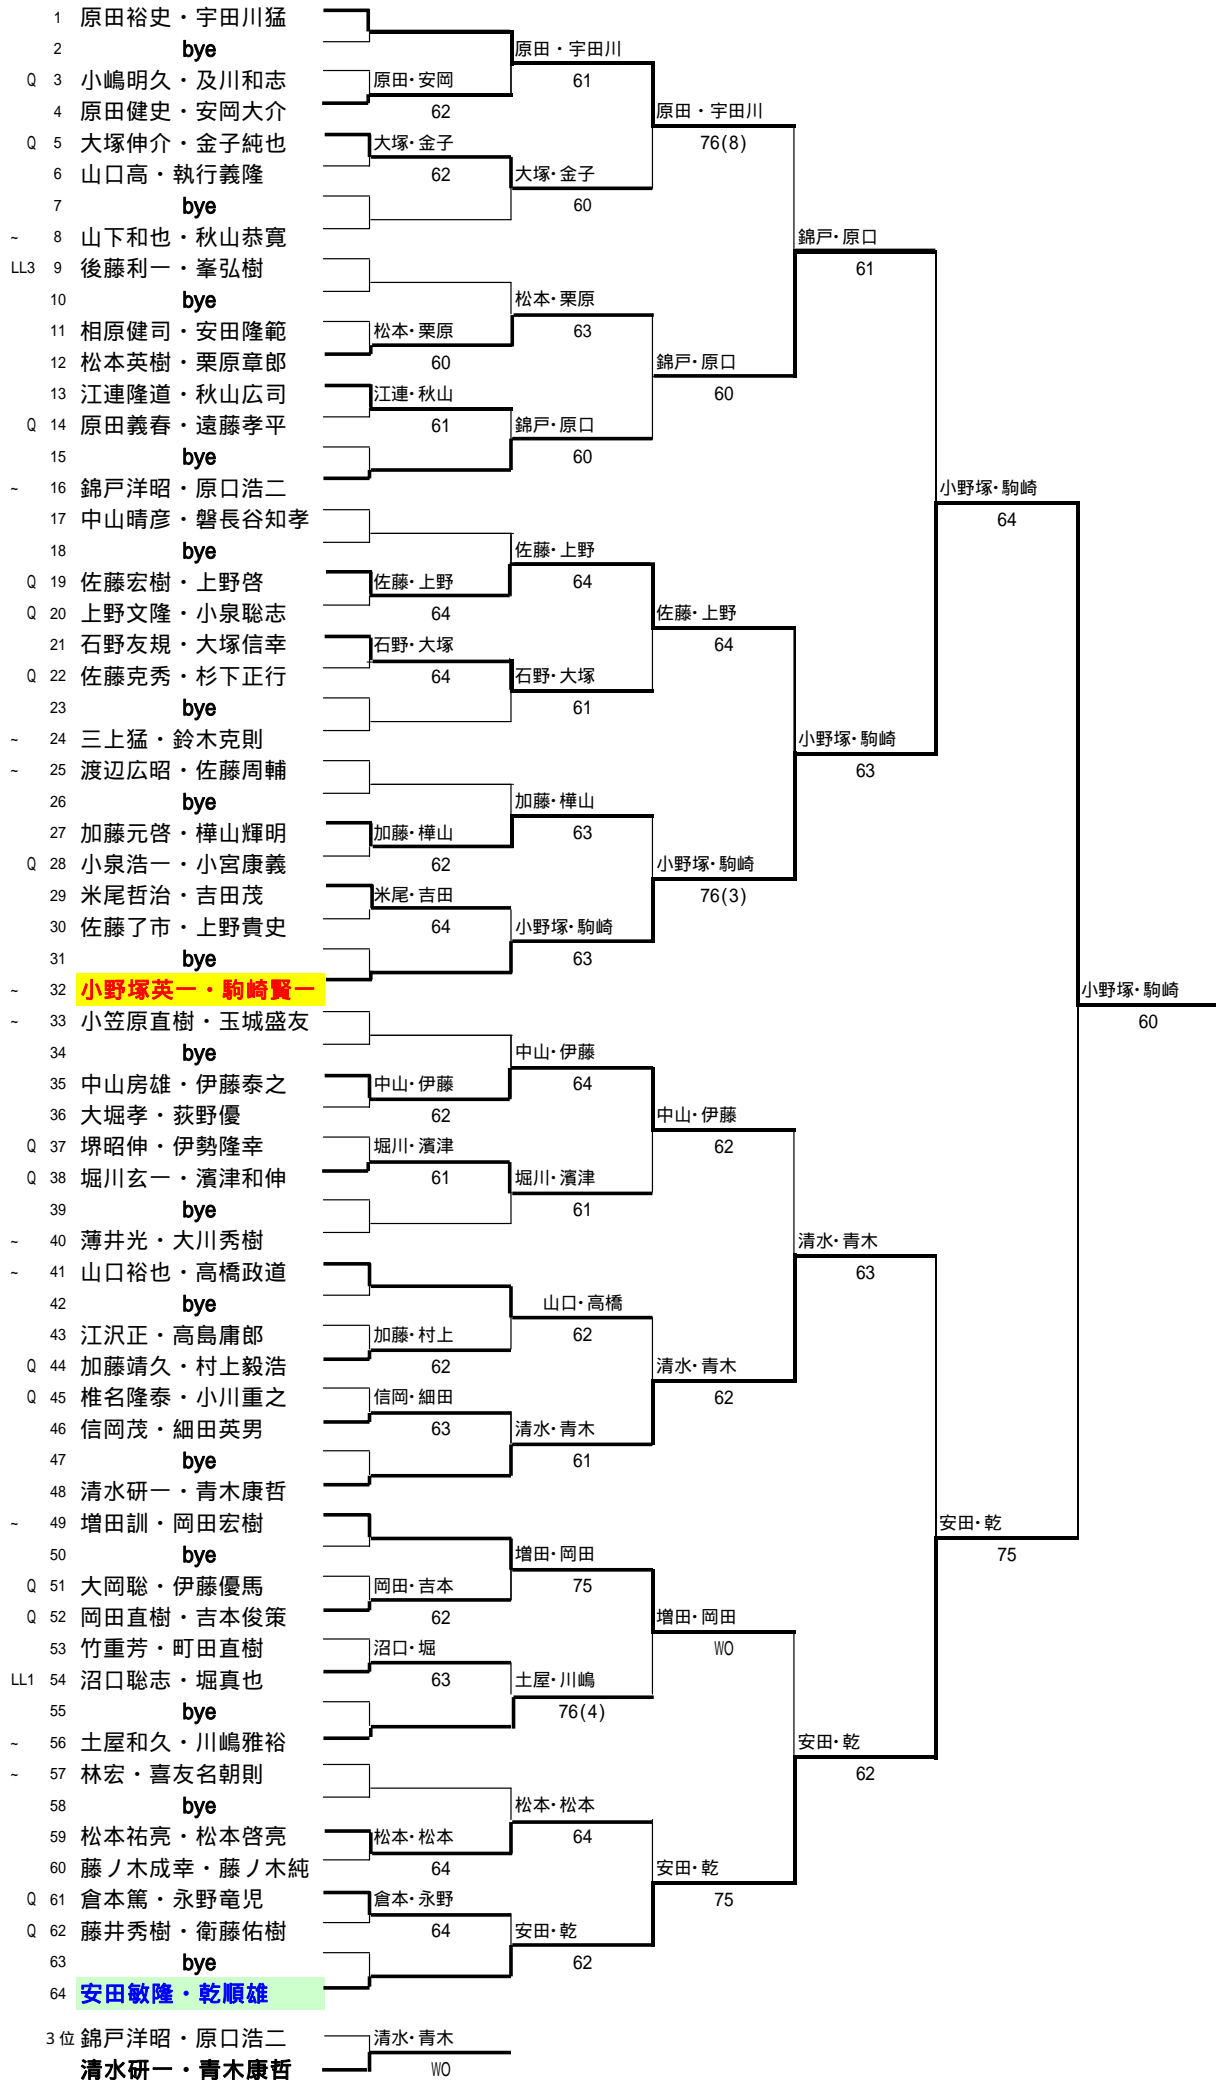 1 原田裕史・宇田川猛
2 bye 原田・宇田川
Q 3 小嶋明久・及川和志 原田・安岡 61
4 原田健史・安岡大介 62 原田・宇田川
Q 5 大塚伸介・金子純也 大塚・金子 76(8)
6 山口高・執行義隆 62 大塚・金子
7 bye 60
~ 8 山下和也・秋山恭寛 錦戸・原口
LL3 9 後藤利一・峯弘樹 61
10 bye 松本・栗原
11 相原健司・安田隆範 松本・栗原 63
12 松本英樹・栗原章郎 60 錦戸・原口
13 江連隆道・秋山広司 江連・秋山 60
Q 14 原田義春・遠藤孝平 61 錦戸・原口
15 bye 60
~ 16 錦戸洋昭・原口浩二 小野塚・駒崎
17 中山晴彦・磐長谷知孝 64
18 bye 佐藤・上野
Q 19 佐藤宏樹・上野啓 佐藤・上野 64
Q 20 上野文隆・小泉聡志 64 佐藤・上野
21 石野友規・大塚信幸 石野・大塚 64
Q 22 佐藤克秀・杉下正行 64 石野・大塚
23 bye 61
~ 24 三上猛・鈴木克則 小野塚・駒崎
~ 25 渡辺広昭・佐藤周輔 63
26 bye 加藤・樺山
27 加藤元啓・樺山輝明 加藤・樺山 63
Q 28 小泉浩一・小宮康義 62 小野塚・駒崎
29 米尾哲治・吉田茂 米尾・吉田 76(3)
30 佐藤了市・上野貴史 64 小野塚・駒崎
31 bye 63
~ 32 小野塚英一・駒崎賢一 小野塚・駒崎
~ 33 小笠原直樹・玉城盛友 60
34 bye 中山・伊藤
35 中山房雄・伊藤泰之 中山・伊藤 64
36 大堀孝・荻野優 62 中山・伊藤
Q 37 堺昭伸・伊勢隆幸 堀川・濱津 62
Q 38 堀川玄一・濱津和伸 61 堀川・濱津
39 bye 61
~ 40 薄井光・大川秀樹 清水・青木
~ 41 山口裕也・高橋政道 63
42 bye 山口・高橋
43 江沢正・高島庸郎 加藤・村上 62
Q 44 加藤靖久・村上毅浩 62 清水・青木
Q 45 椎名隆泰・小川重之 信岡・細田 62
46 信岡茂・細田英男 63 清水・青木
47 bye 61
48 清水研一・青木康哲
~ 49 増田訓・岡田宏樹 安田・乾
50 bye 増田・岡田 75
Q 51 大岡聡・伊藤優馬 岡田・吉本 75
Q 52 岡田直樹・吉本俊策 62 増田・岡田
53 竹重芳・町田直樹 沼口・堀 WO
LL1 54 沼口聡志・堀真也 63 土屋・川嶋
55 bye 76(4)
~ 56 土屋和久・川嶋雅裕 安田・乾
~ 57 林宏・喜友名朝則 62
58 bye 松本・松本
59 松本祐亮・松本啓亮 松本・松本 64
60 藤ノ木成幸・藤ノ木純 64 安田・乾
Q 61 倉本篤・永野竜児 倉本・永野 75
Q 62 藤井秀樹・衛藤佑樹 64 安田・乾
63 bye 62
64 安田敏隆・乾順雄
3位 錦戸洋昭・原口浩二 清水・青木
清水研一・青木康哲 WO